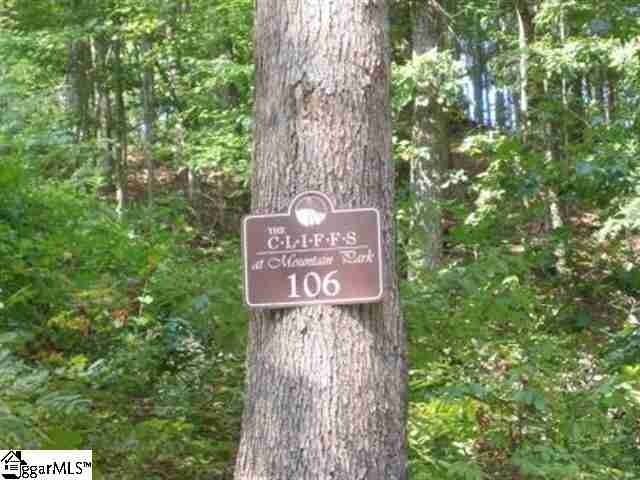 THE
C·L·I·F·F·S
at Mountain Park
106
ggarMLS™